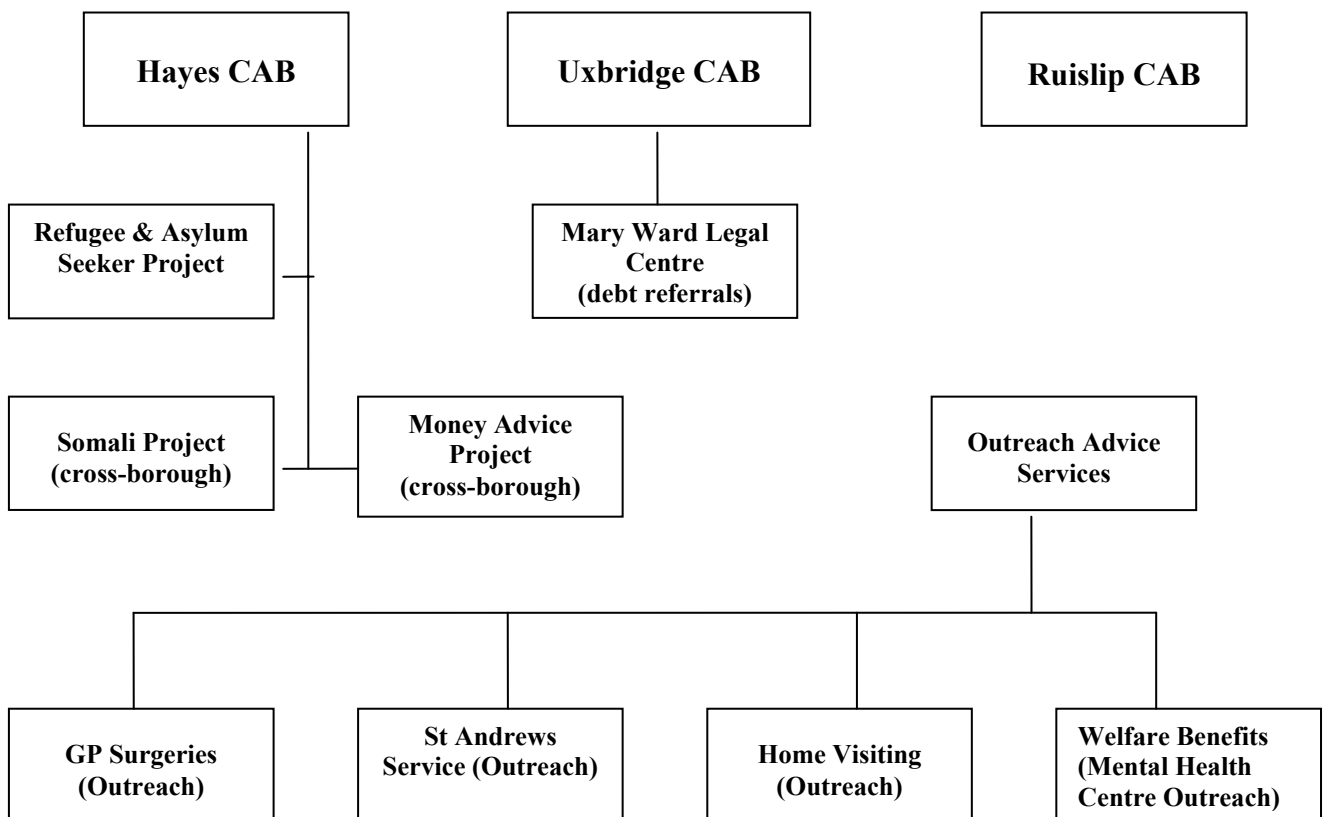 Hayes CAB
Uxbridge CAB
Ruislip CAB
Refugee & Asylum
Seeker Project
Mary Ward Legal
Centre
(debt referrals)
Somali Project
(cross-borough)
Money Advice
Project
(cross-borough)
Outreach Advice
Services
GP Surgeries
(Outreach)
St Andrews
Service (Outreach)
Home Visiting
(Outreach)
Welfare Benefits
(Mental Health
Centre Outreach)